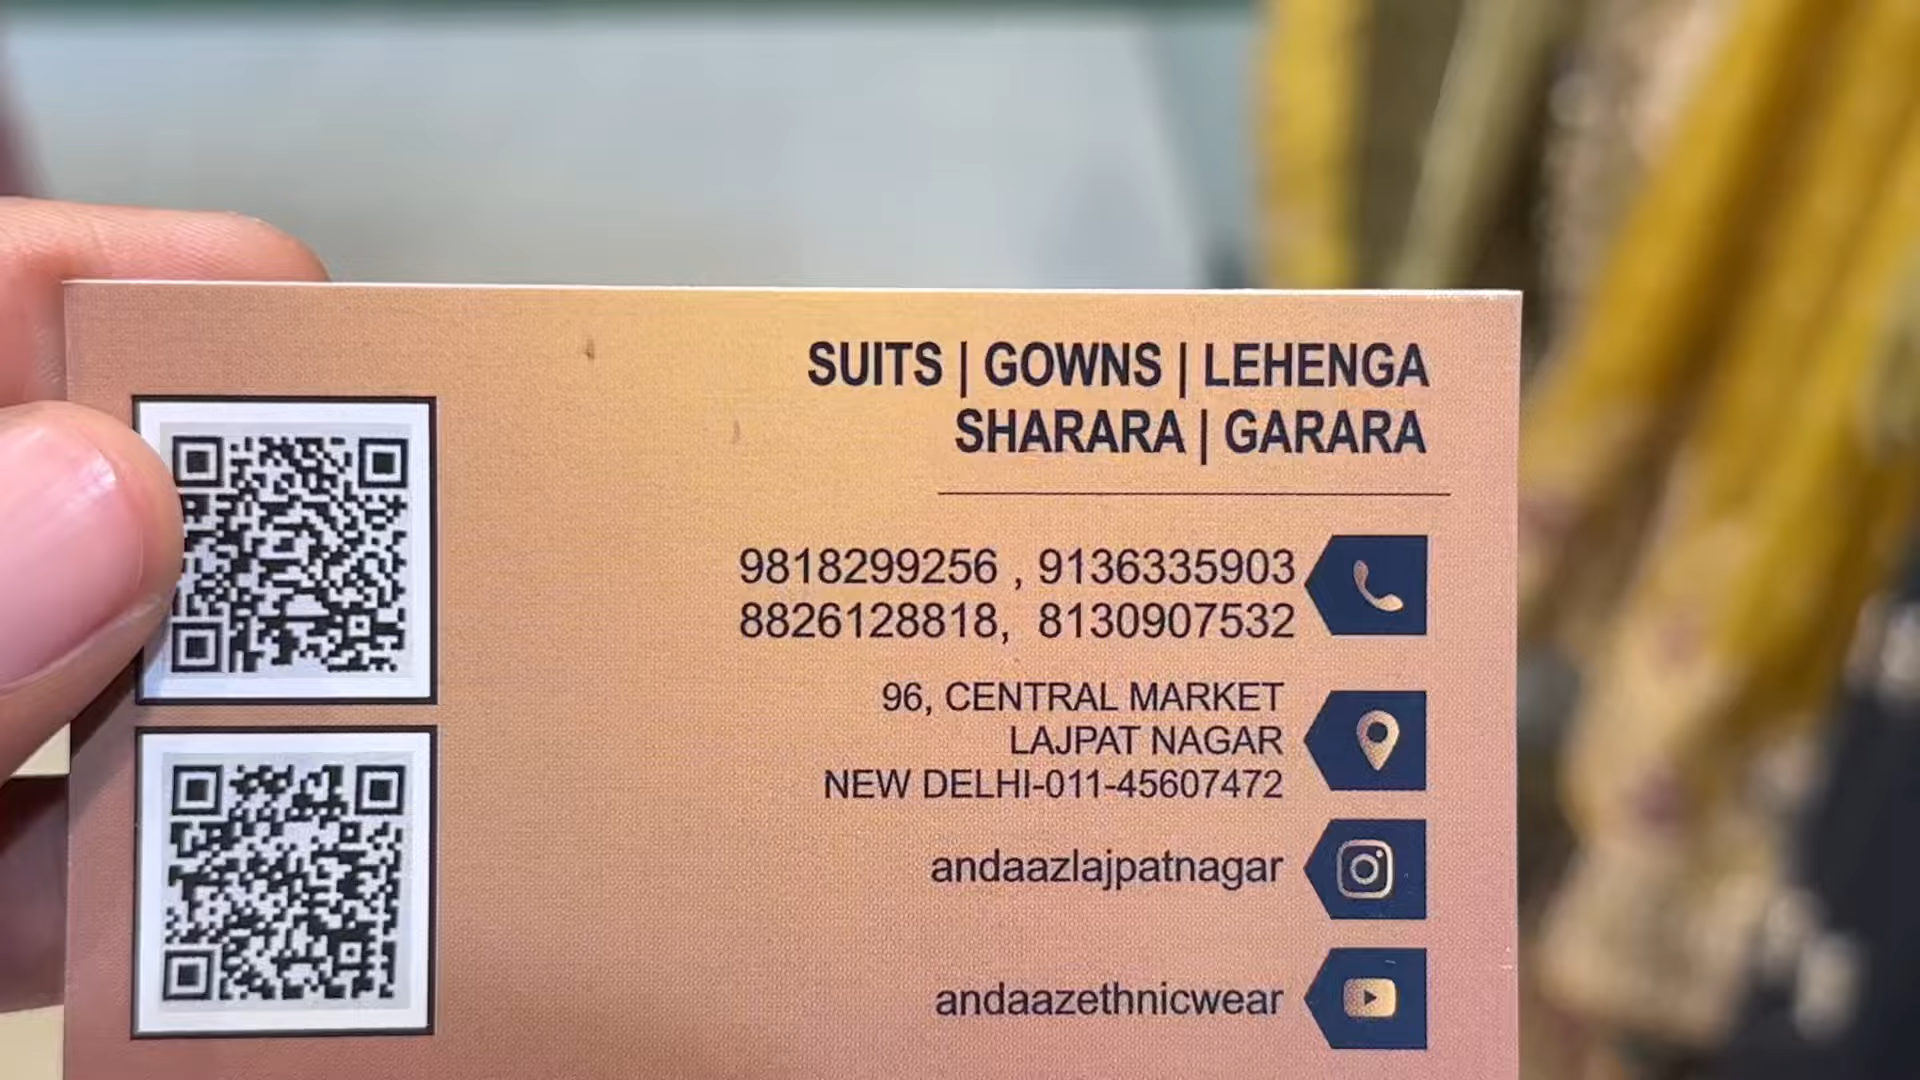 SUITS | GOWNS | LEHENGA
SHARARA | GARARA
9818299256 , 9136335903
8826128818, 8130907532
96, CENTRAL MARKET
LAJPAT NAGAR
NEW DELHI-011-45607472
andaazlajpatnagar
andaazethnicwear